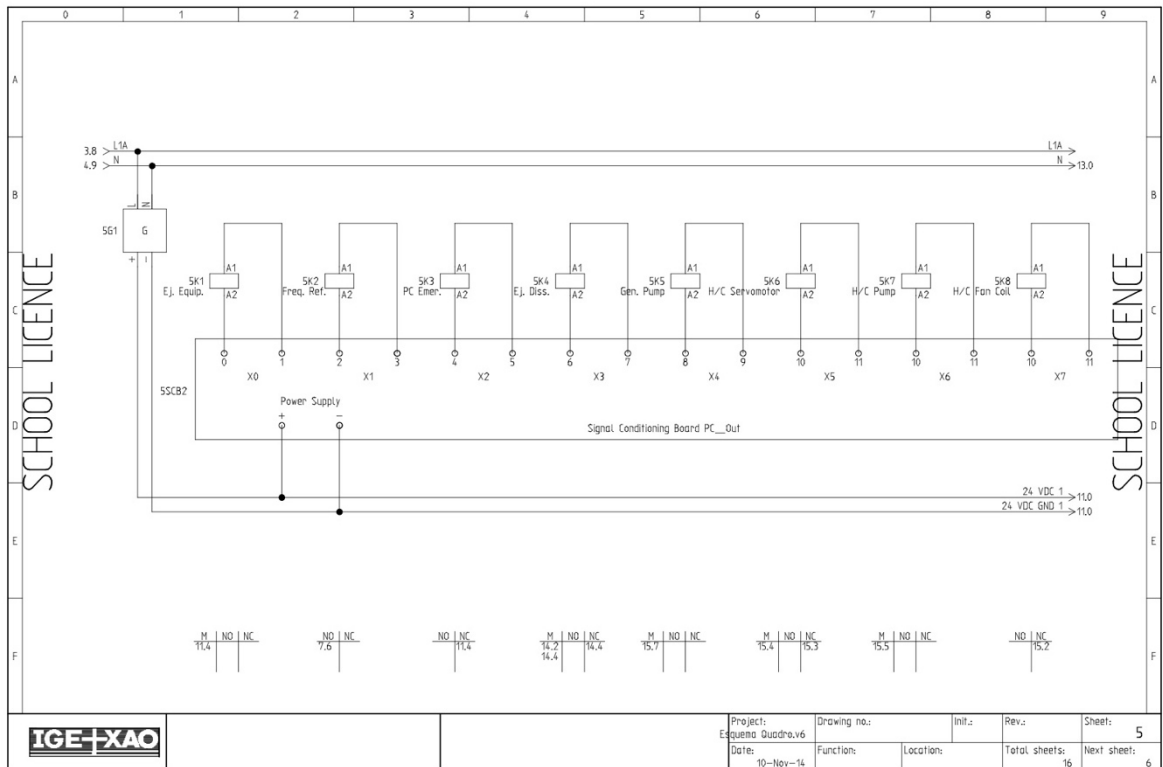 0 1 2 3 4 5 6 7 8 9
A A
3.8 L1A L1A
4.9 N N 13.0
B B
L N
5G1 G
+ -
SCHOOL LICENCE
SCHOOL LICENCE
A1 A1 A1 A1 A1 A1 A1 A1
5K1 5K2 5K3 5K4 5K5 5K6 5K7 5K8
Ej. Equip. Freq. Ref. PC Emer. Ej. Diss. Gen. Pump H/C Servomotor H/C Pump H/C Fan Coil
A2 A2 A2 A2 A2 A2 A2 A2
C C
0 1 2 3 4 5 6 7 8 9 10 11 10 11 10 11
X0 X1 X2 X3 X4 X5 X6 X7
5SCB2
Power Supply
+ -
D D
Signal Conditioning Board PC__Out
24 VDC 1 11.0
24 VDC GND 1 11.0
E E
M NO NC NO NC NO NC M NO NC M NO NC M NO NC M NO NC NO NC
11.4 7.6 11.4 14.2 14.4 15.7 15.4 15.3 15.5 15.2
14.4
F F
IGE+XAO
Project: Drawing no.: Init.: Rev.: Sheet:
Esquema Quadro.v6 5
Date: Function: Location: Total sheets: Next sheet:
10-Nov-14 16 6